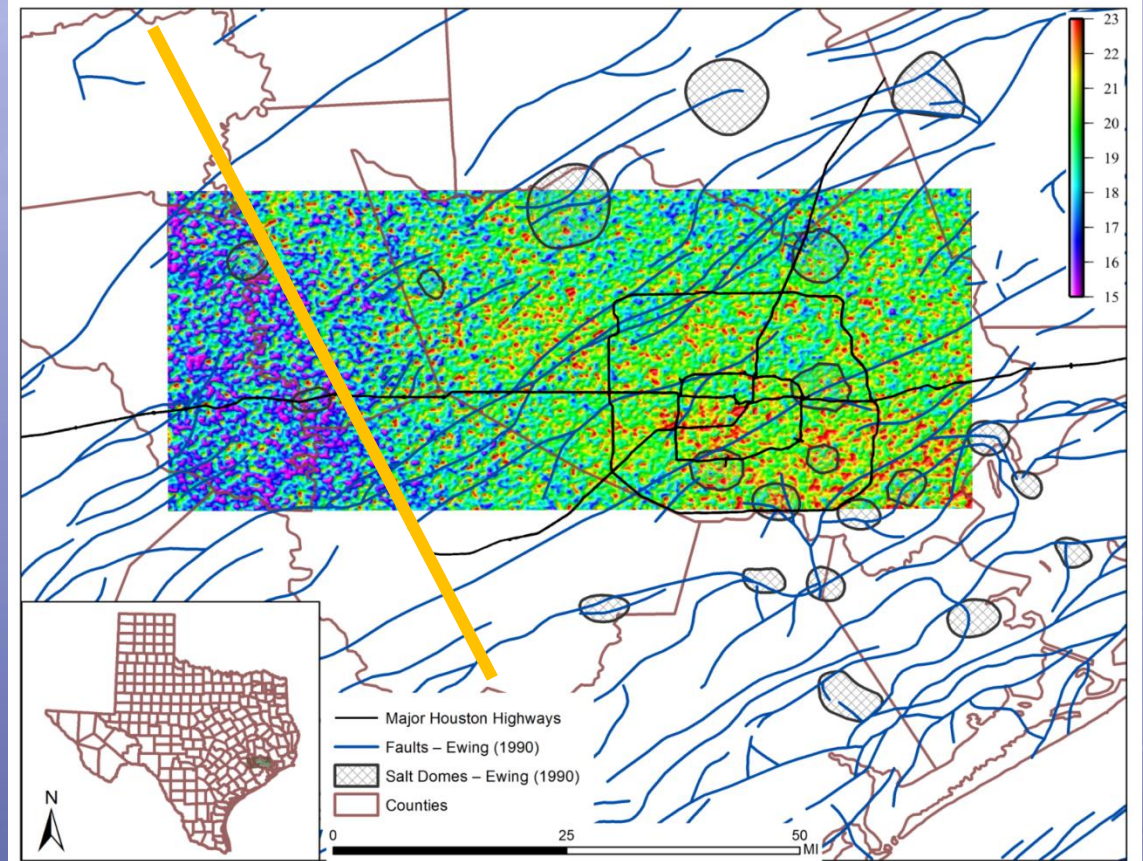 23
22
21
20
19
18
17
16
15
Major Houston Highways
Faults – Ewing (1990)
Salt Domes – Ewing (1990)
Counties
N
0 25 50
MI